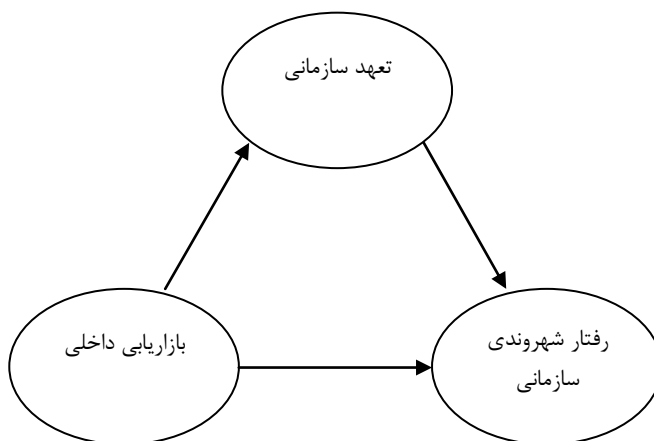 تعهد سازمانی
بازاریابی داخلی
رفتار شهروندی
سازمانی